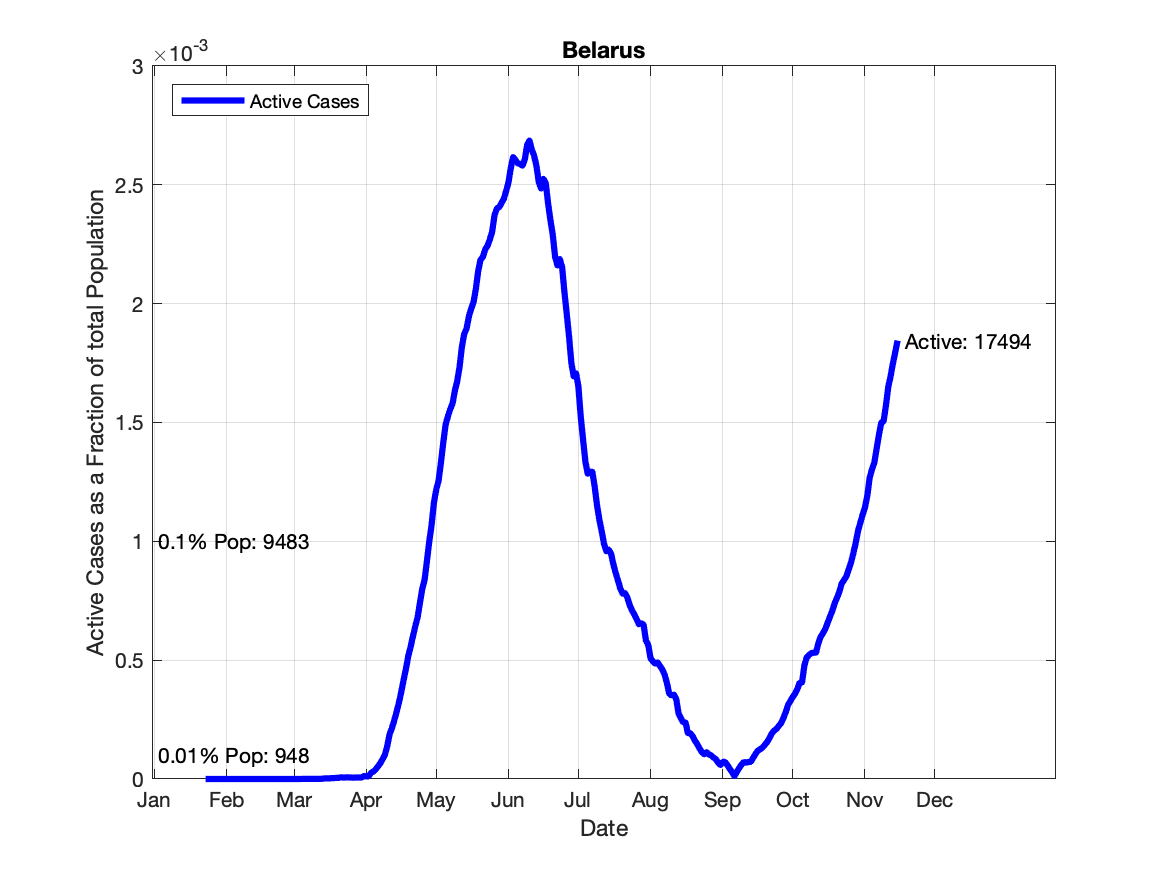 Belarus
×10-3
Active Cases
3
2.5
2
1.5
1
0.5
0
Active Cases as a Fraction of total Population
0.1% Pop: 9483
0.01% Pop: 948
Active: 17494
Jan Feb Mar Apr May Jun Jul Aug Sep Oct Nov Dec
Date